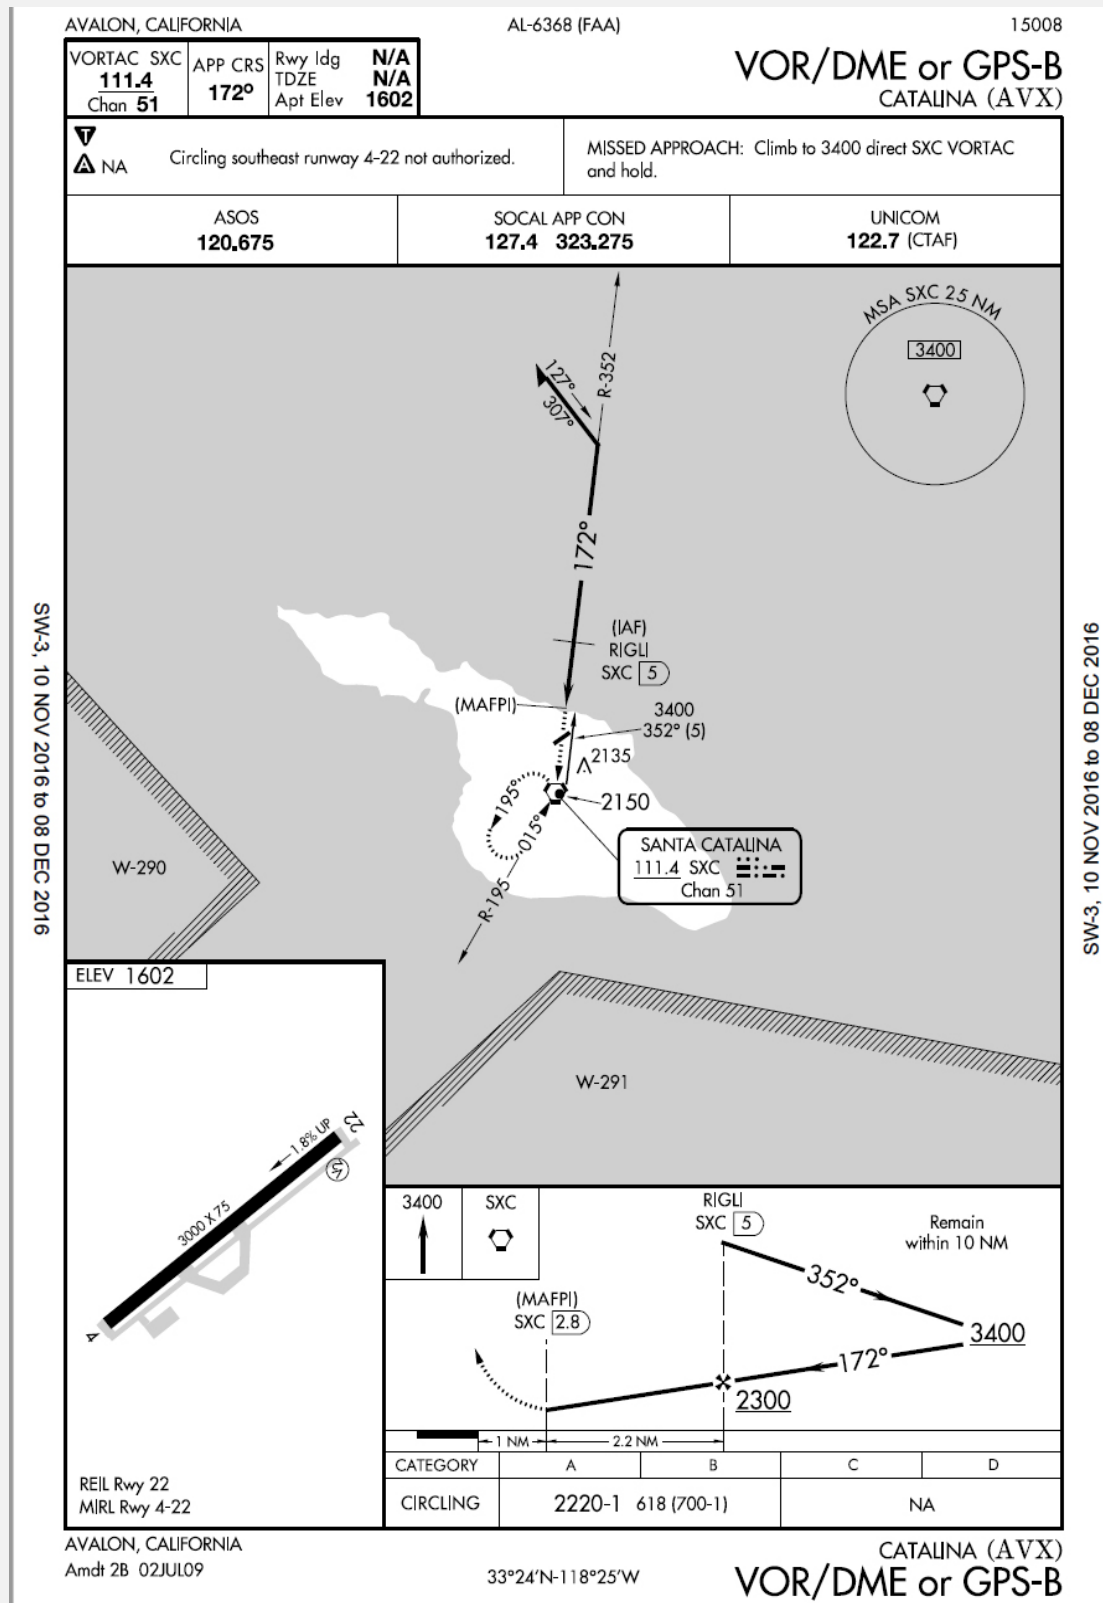 AVALON, CALIFORNIA
AL-6368 (FAA)
15008
VORTAC SXC
111.4
Chan 51
APP CRS
172°
Rwy ldg N/A
TDZE N/A
Apt Elev 1602
VOR/DME or GPS-B
CATALINA (AVX)
T
A NA
Circling southeast runway 4-22 not authorized.
MISSED APPROACH: Climb to 3400 direct SXC VORTAC
and hold.
ASOS
120.675
SOCAL APP CON
127.4 323.275
UNICOM
122.7 (CTAF)
MSA SXC 25 NM
3400
R-352
127°
307°
172°
(IAF)
RIGLI
SXC 5
(MAFPI)
3400
352° (5)
2135
195°
2150
015°
R-195
SANTA CATALINA
111.4 SXC
Chan 51
W-290
W-291
SW-3, 10 NOV 2016 to 08 DEC 2016
SW-3, 10 NOV 2016 to 08 DEC 2016
ELEV 1602
22
1.8% UP
V2
3000 X 75
4
REIL Rwy 22
MIRL Rwy 4-22
3400
SXC
RIGLI
SXC 5
Remain
within 10 NM
352°
(MAFPI)
SXC 2.8
3400
172°
2300
1 NM
2.2 NM
CATEGORY A B C D
CIRCLING 2220-1 618 (700-1) NA
AVALON, CALIFORNIA
Amdt 2B 02JUL09
33°24'N-118°25'W
CATALINA (AVX)
VOR/DME or GPS-B